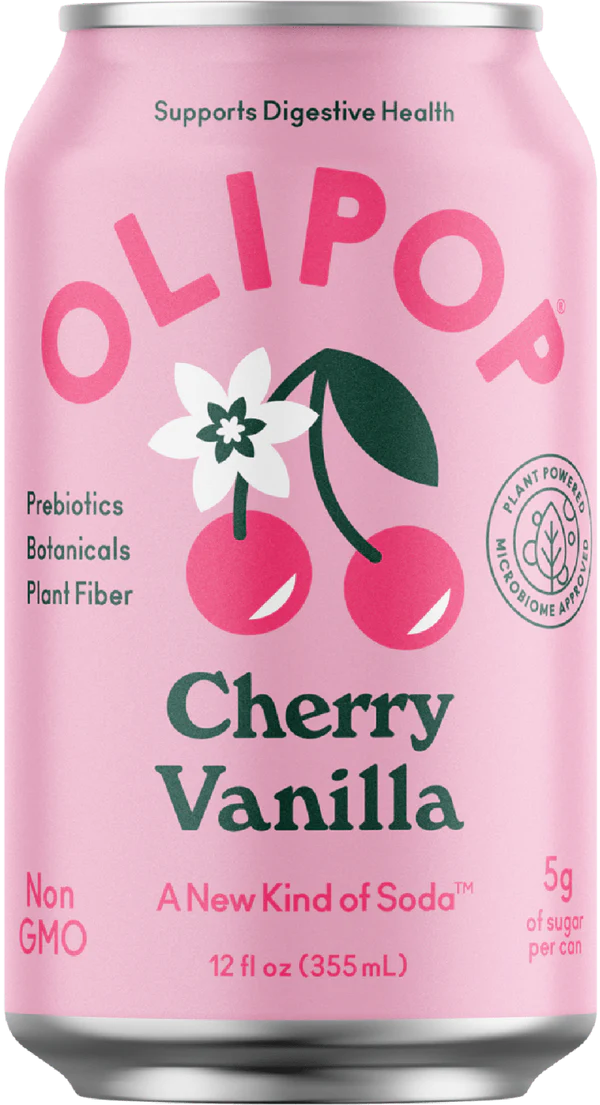 Supports Digestive Health
OLIPOP®
Prebiotics
Botanicals
Plant Fiber
PLANT POWERED
MICROBIOME APPROVED
Cherry
Vanilla
Non
GMO
A New Kind of Soda™
5g
of sugar
per can
12 fl oz (355 mL)